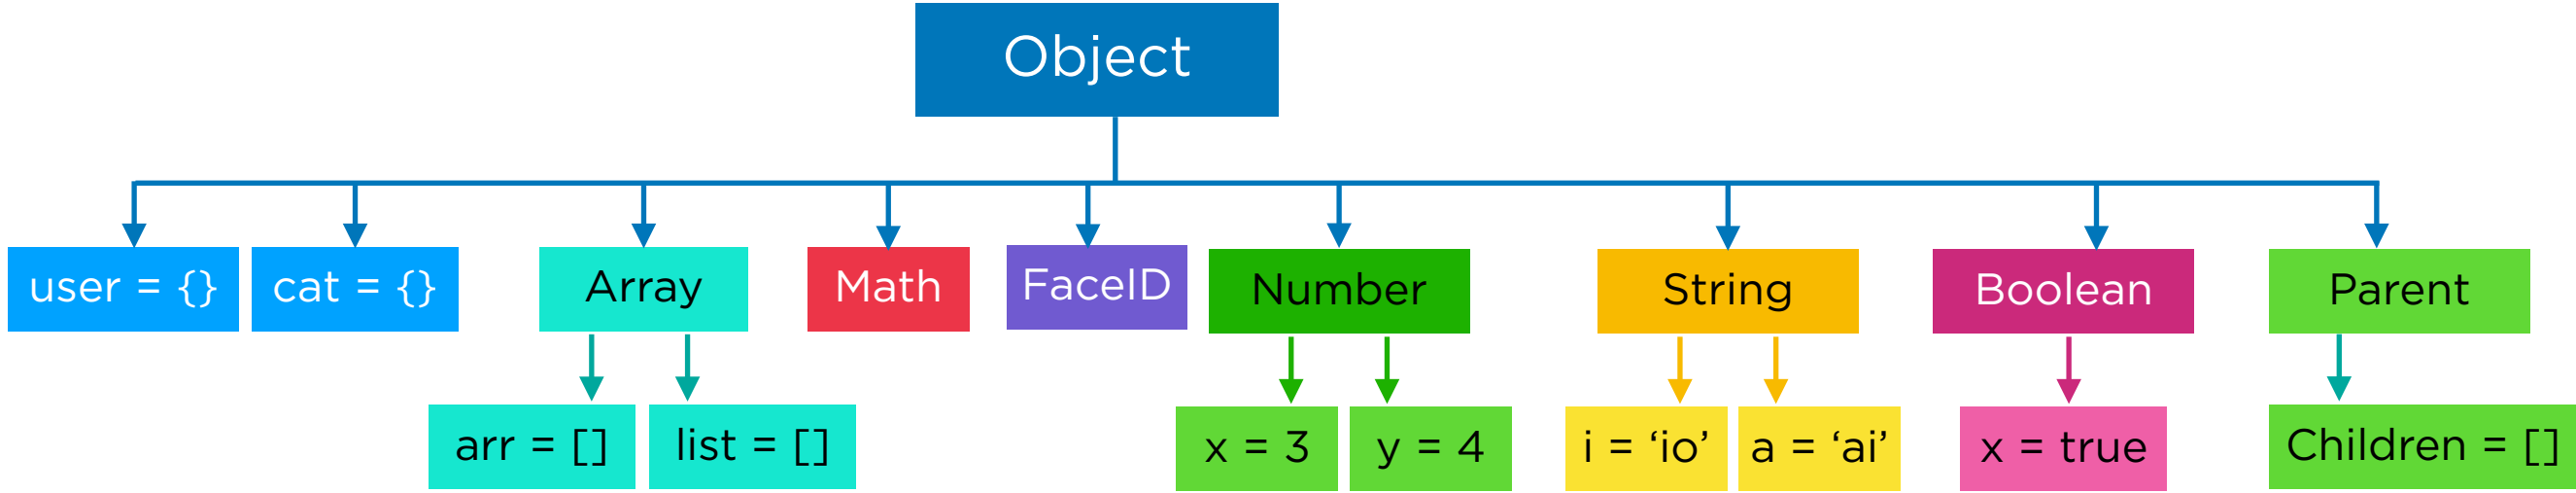 Object
user = {}
cat = {}
Array
Math
FaceID
Number
String
Boolean
Parent
arr = []
list = []
x = 3
y = 4
i = ‘io’
a = ‘ai’
x = true
Children = []